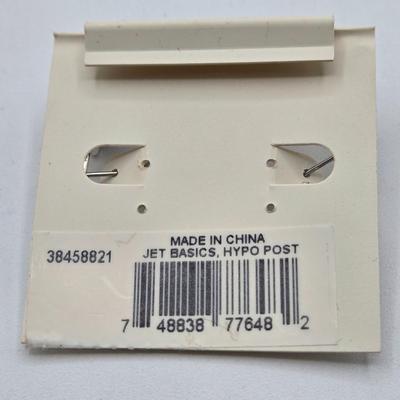 MADE IN CHINA
38458821
JET BASICS, HYPO POST
7 48838 77648 2